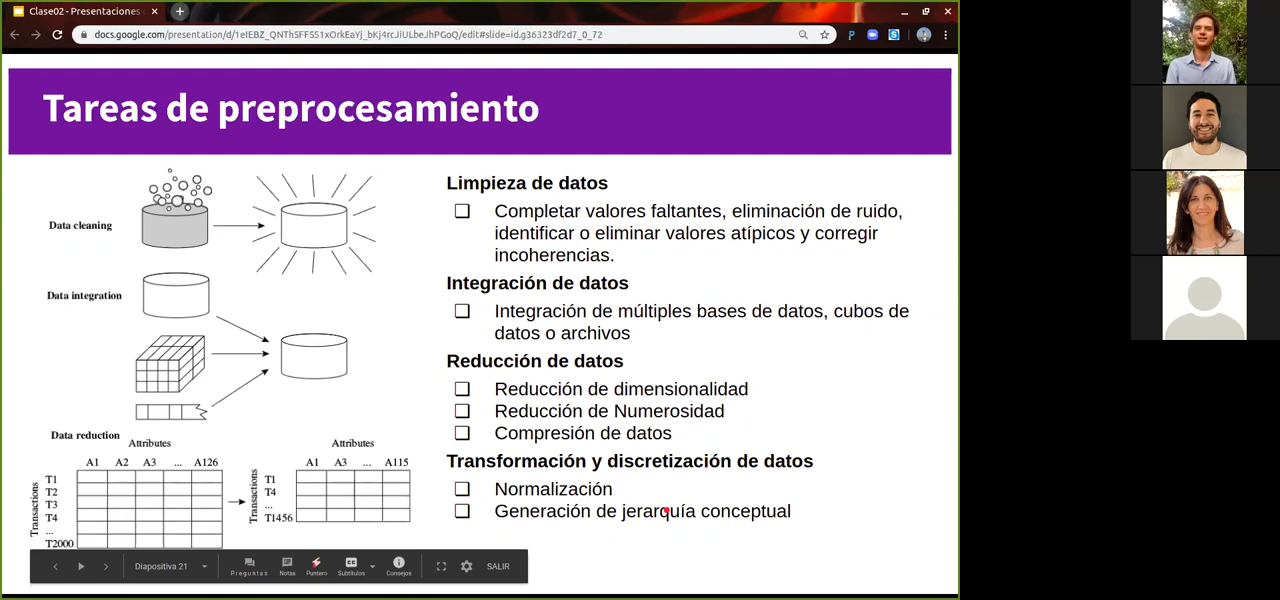 Clase02 - Presentaciones
docs.google.com/presentation/d/1eIEBZ_QNThSFFS51xOrkEaYj_bKj4rcJiULbeJhPGoQ/edit#slide=id.g36323df2d7_0_72
Tareas de preprocesamiento
Data cleaning
Data integration
Data reduction
Attributes
Attributes
A1 A2 A3 ... A126
A1 A3 ... A115
Transactions
T1
T2
T3
T4
...
T2000
Transactions
T1
T4
...
T1456
Limpieza de datos
Completar valores faltantes, eliminación de ruido,
identificar o eliminar valores atípicos y corregir
incoherencias.
Integración de datos
Integración de múltiples bases de datos, cubos de
datos o archivos
Reducción de datos
Reducción de dimensionalidad
Reducción de Numerosidad
Compresión de datos
Transformación y discretización de datos
Normalización
Generación de jerarquía conceptual
Diapositiva 21
Preguntas
Notas
Puntero
Subtítulos
Consejos
SALIR